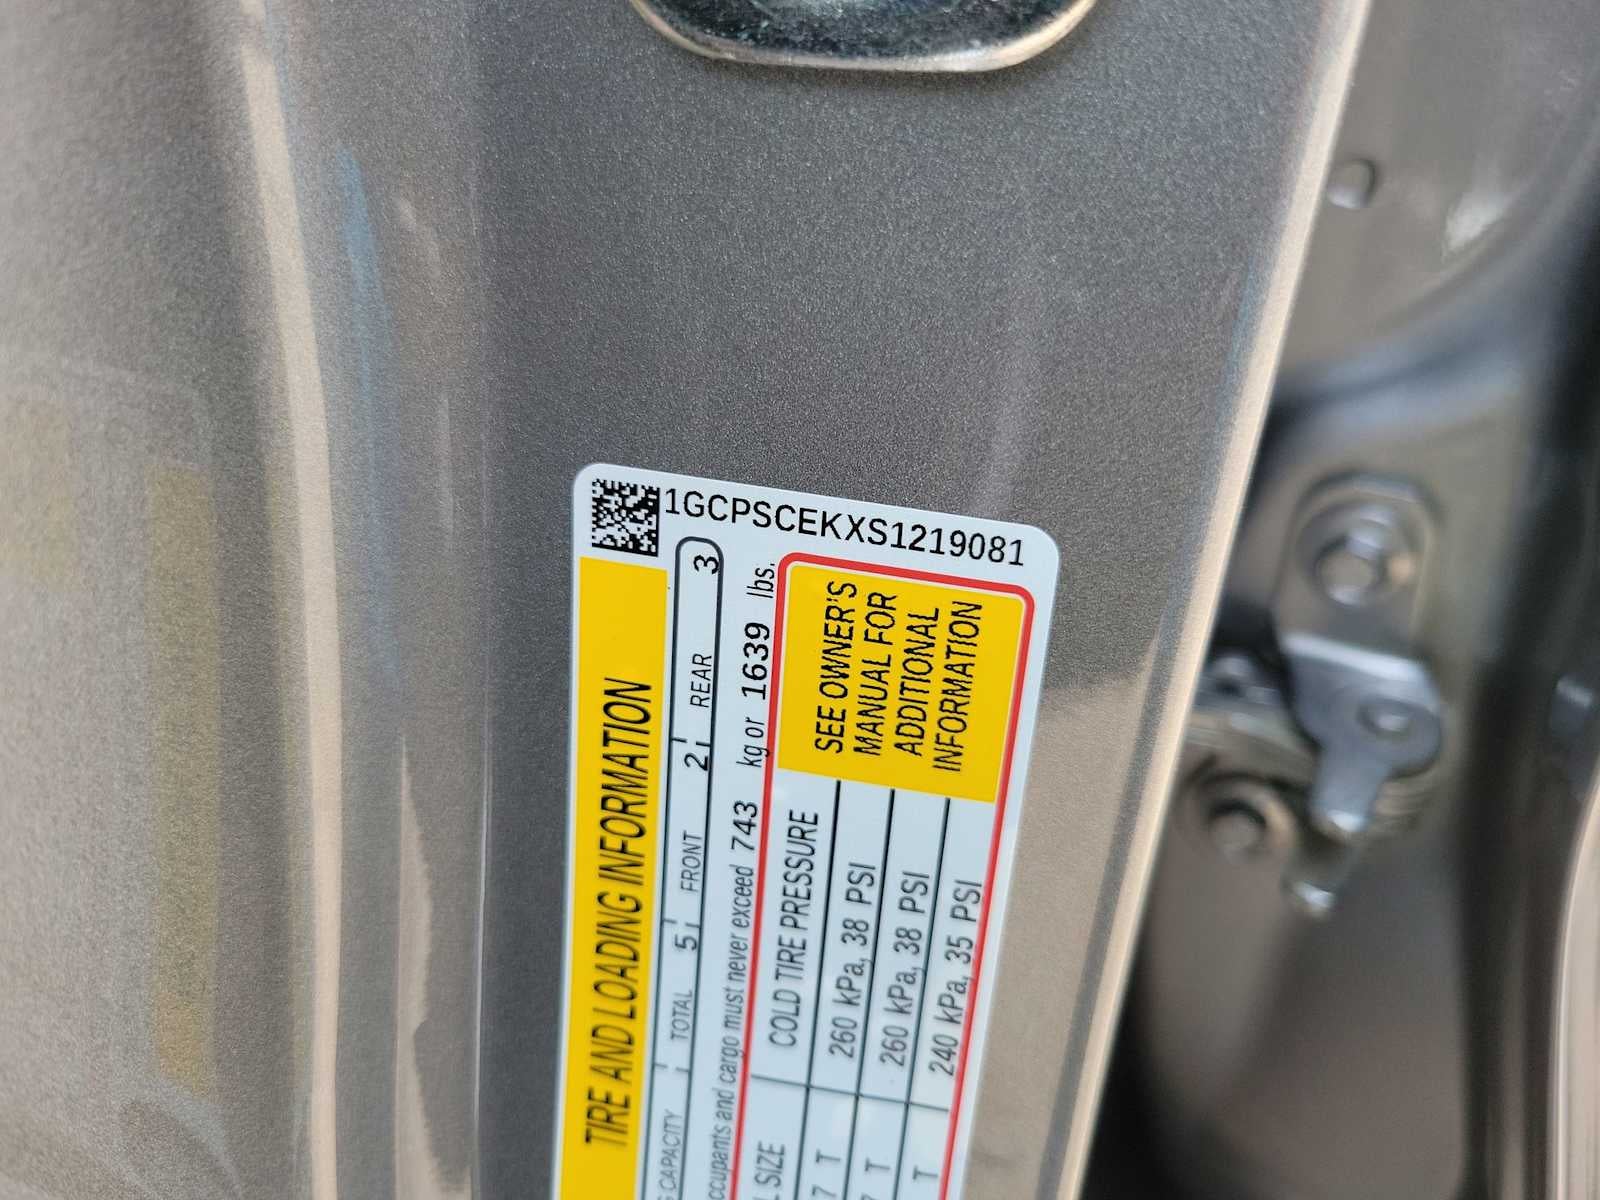 1GCPSCEKXS1219081
TIRE AND LOADING INFORMATION
CAPACITY TOTAL 5 FRONT 2 REAR 3
occupants and cargo must never exceed 743 kg or 1639 lbs.
SIZE COLD TIRE PRESSURE
7 T 260 kPa, 38 PSI
7 T 260 kPa, 38 PSI
T 240 kPa, 35 PSI
SEE OWNER'S
MANUAL FOR
ADDITIONAL
INFORMATION